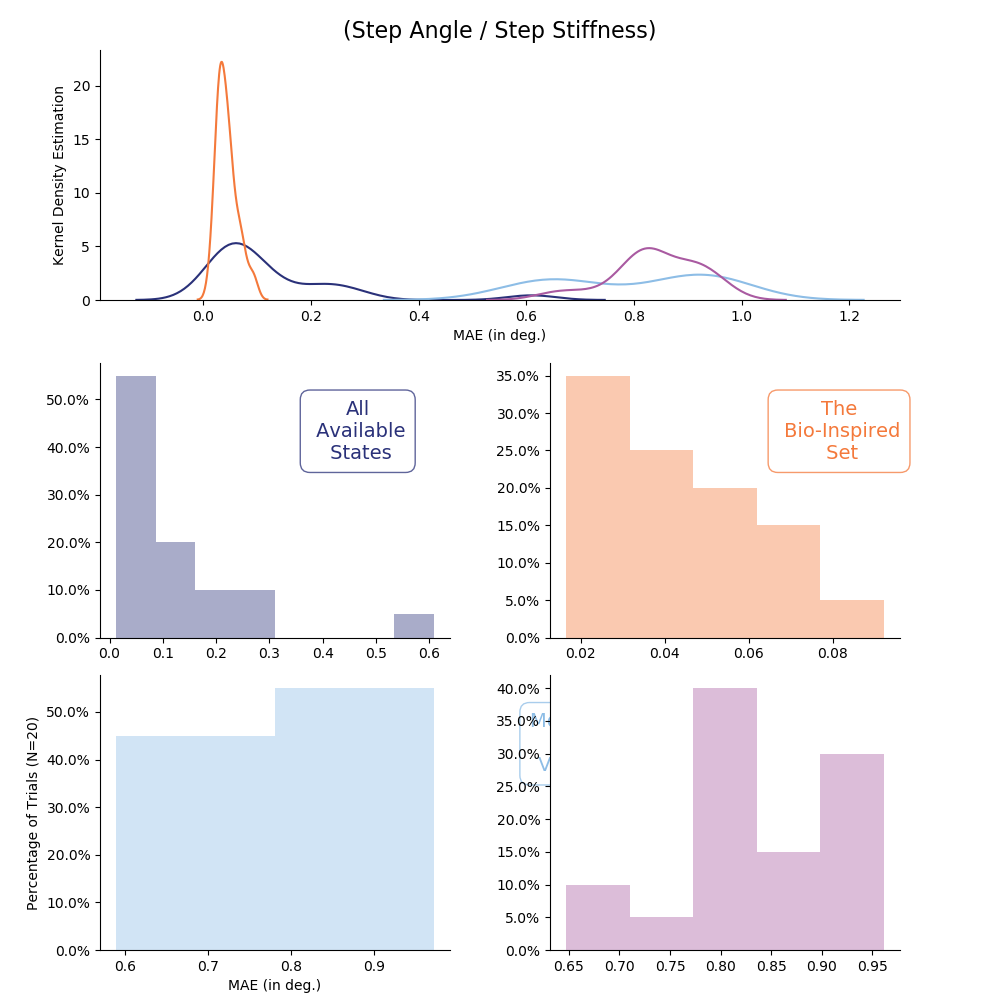 (Step Angle / Step Stiffness)
Kernel Density Estimation
20
15
10
5
0
0.0 0.2 0.4 0.6 0.8 1.0 1.2
MAE (in deg.)
50.0%
40.0%
30.0%
20.0%
10.0%
0.0%
0.0 0.1 0.2 0.3 0.4 0.5 0.6
All
Available
States
35.0%
30.0%
25.0%
20.0%
15.0%
10.0%
5.0%
0.0%
0.02 0.04 0.06 0.08
The
Bio-Inspired
Set
Percentage of Trials (N=20)
50.0%
40.0%
30.0%
20.0%
10.0%
0.0%
0.6 0.7 0.8 0.9
MAE (in deg.)
40.0%
35.0%
30.0%
25.0%
20.0%
15.0%
10.0%
5.0%
0.0%
0.65 0.70 0.75 0.80 0.85 0.90 0.95